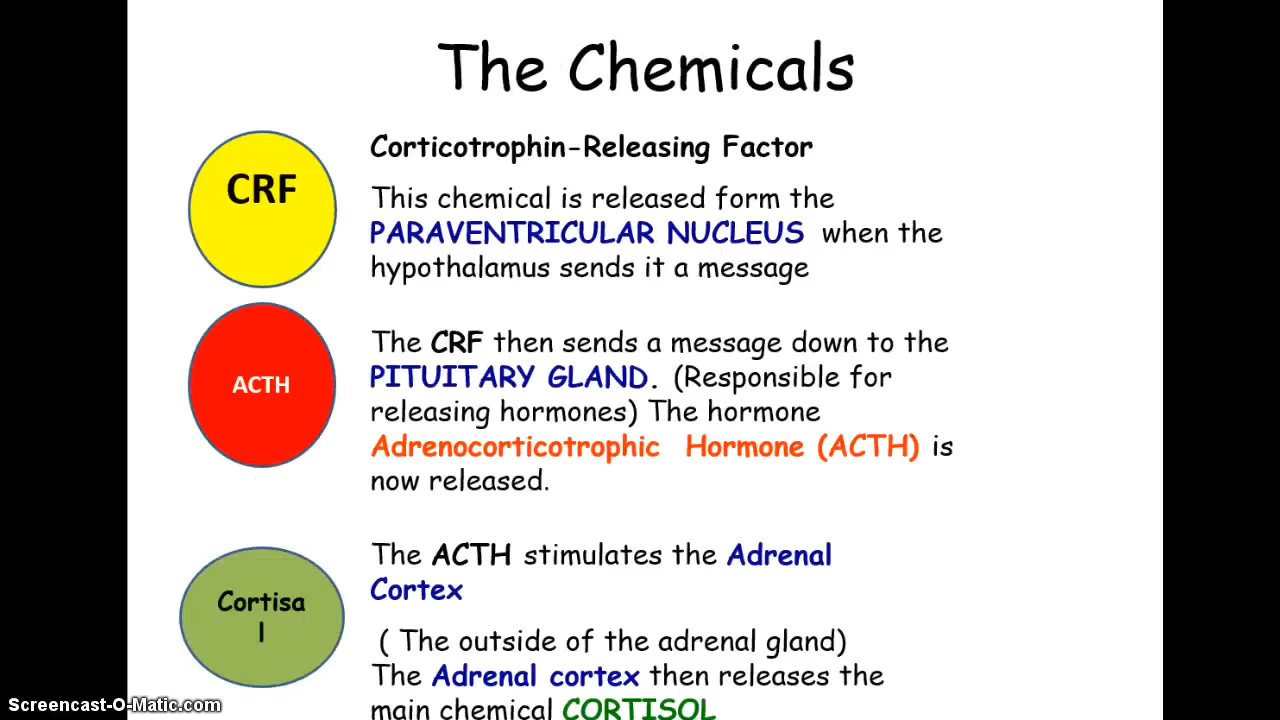 The Chemicals
CRF
Corticotrophin-Releasing Factor
This chemical is released form the
PARAVENTRICULAR NUCLEUS when the
hypothalamus sends it a message
ACTH
The CRF then sends a message down to the
PITUITARY GLAND. (Responsible for
releasing hormones) The hormone
Adrenocorticotrophic Hormone (ACTH) is
now released.
Cortisa
l
The ACTH stimulates the Adrenal
Cortex
( The outside of the adrenal gland)
The Adrenal cortex then releases the
main chemical CORTISOL
Screencast-O-Matic.com